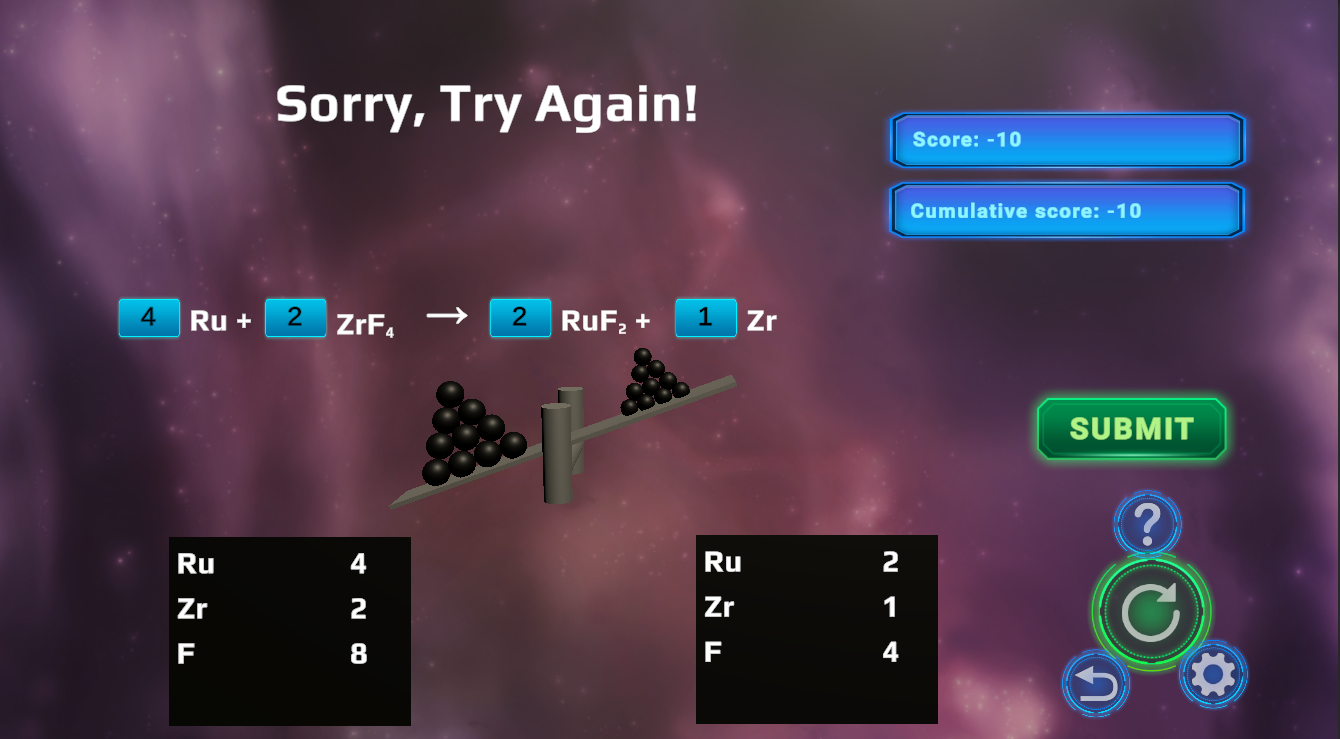 Sorry, Try Again!
Score: -10
Cumulative score: -10
4 Ru + 2 ZrF₄ → 2 RuF₂ + 1 Zr
SUBMIT
?
Ru 4
Zr 2
F 8
Ru 2
Zr 1
F 4